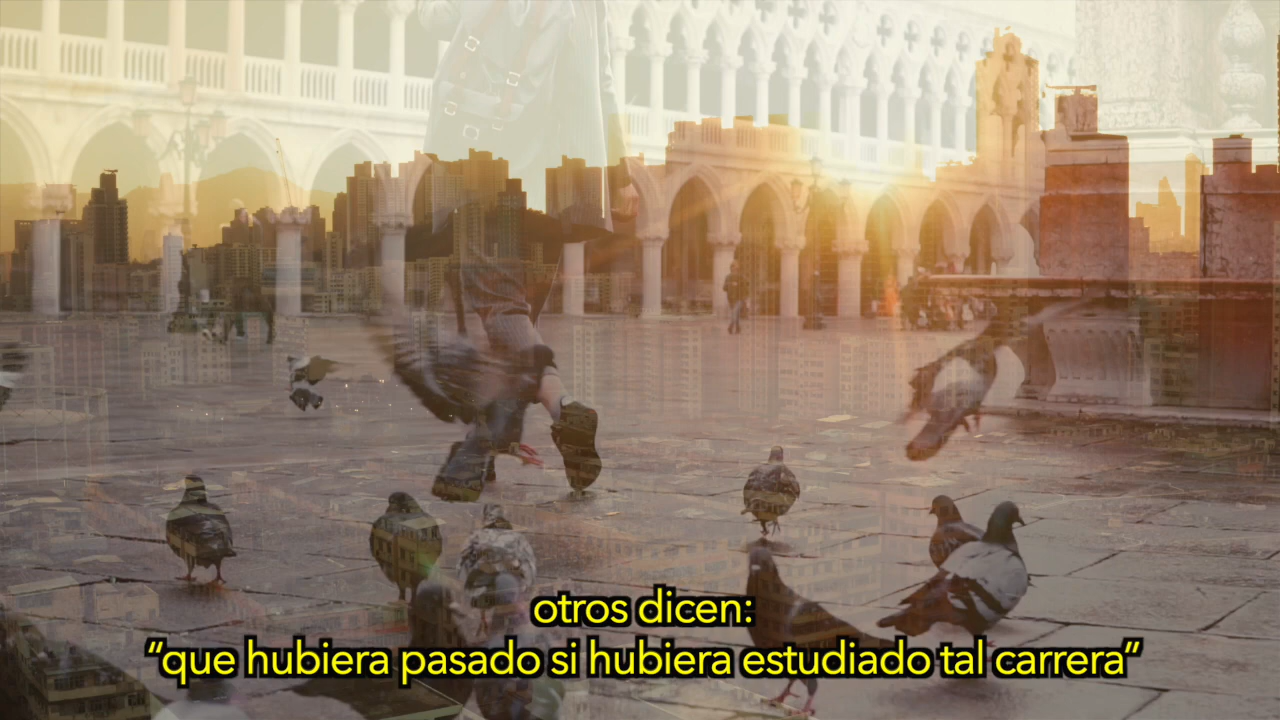 otros dicen:
“que hubiera pasado si hubiera estudiado tal carrera”